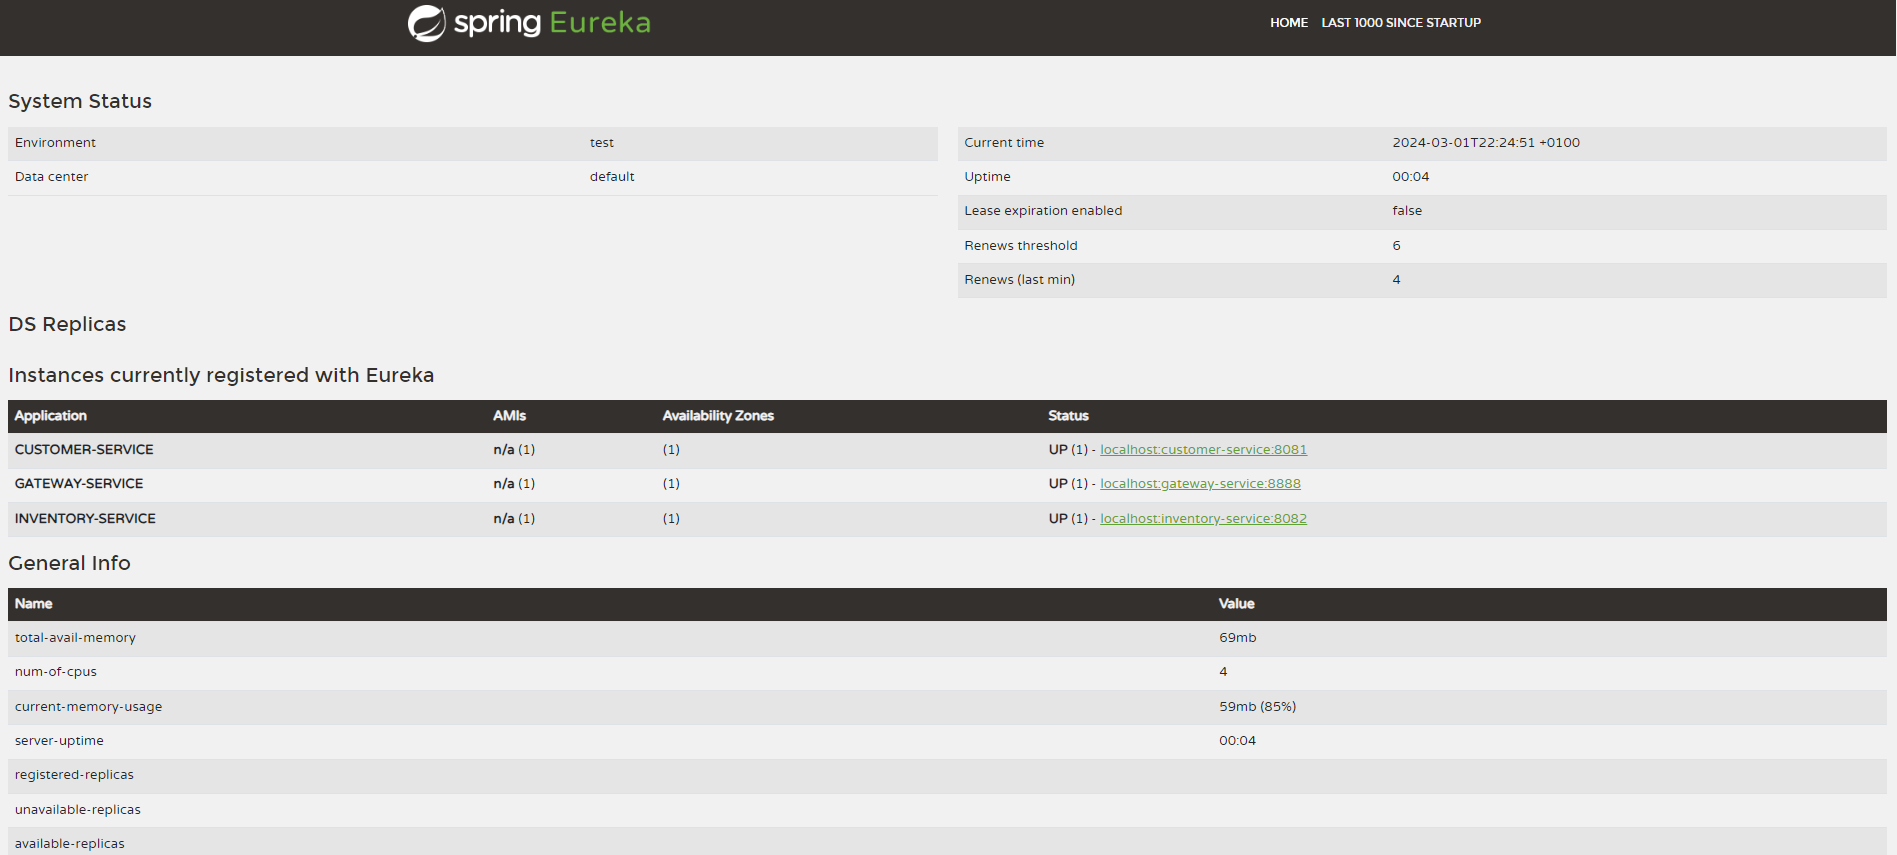 spring Eureka
HOME LAST 1000 SINCE STARTUP
System Status
Environment test
Data center default
Current time 2024-03-01T22:24:51 +0100
Uptime 00:04
Lease expiration enabled false
Renews threshold 6
Renews (last min) 4
DS Replicas
Instances currently registered with Eureka
Application AMIs Availability Zones Status
CUSTOMER-SERVICE n/a (1) (1) UP (1) - localhost:customer-service:8081
GATEWAY-SERVICE n/a (1) (1) UP (1) - localhost:gateway-service:8888
INVENTORY-SERVICE n/a (1) (1) UP (1) - localhost:inventory-service:8082
General Info
Name Value
total-avail-memory 69mb
num-of-cpus 4
current-memory-usage 59mb (85%)
server-uptime 00:04
registered-replicas
unavailable-replicas
available-replicas